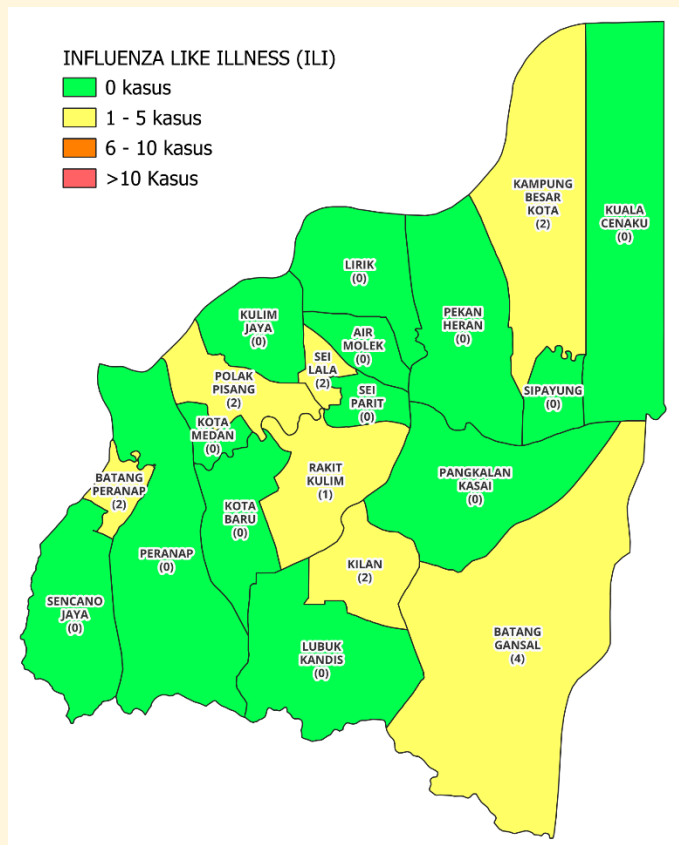 INFLUENZA LIKE ILLNESS (ILI)
0 kasus
1 - 5 kasus
6 - 10 kasus
>10 Kasus
KAMPUNG
BESAR
KOTA
(2)
KUALA
CENAKU
(0)
LIRIK
(0)
KULIM
JAYA
(0)
AIR
MOLEK
(0)
PEKAN
HERAN
(0)
SEI
LALA
(2)
POLAK
PISANG
(2)
SEI
PARIT
(0)
SIPAYUNG
(0)
KOTA
MEDAN
(0)
BATANG
PERANAP
(2)
RAKIT
KULIM
(1)
PANGKALAN
KASAI
(0)
KOTA
BARU
(0)
PERANAP
(0)
KILAN
(2)
SENCANO
JAYA
(0)
LUBUK
KANDIS
(0)
BATANG
GANSAL
(4)